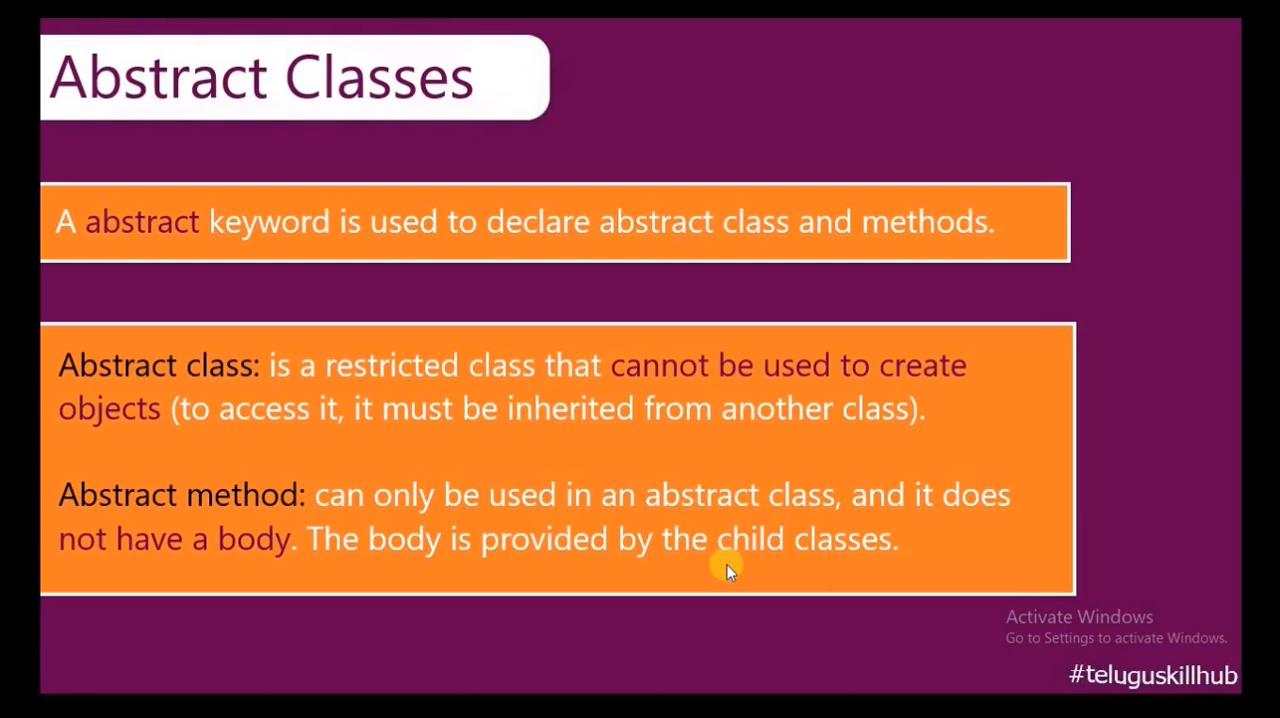 Abstract Classes
A abstract keyword is used to declare abstract class and methods.
Abstract class: is a restricted class that cannot be used to create
objects (to access it, it must be inherited from another class).
Abstract method: can only be used in an abstract class, and it does
not have a body. The body is provided by the child classes.
Activate Windows
Go to Settings to activate Windows.
#teluguskillhub